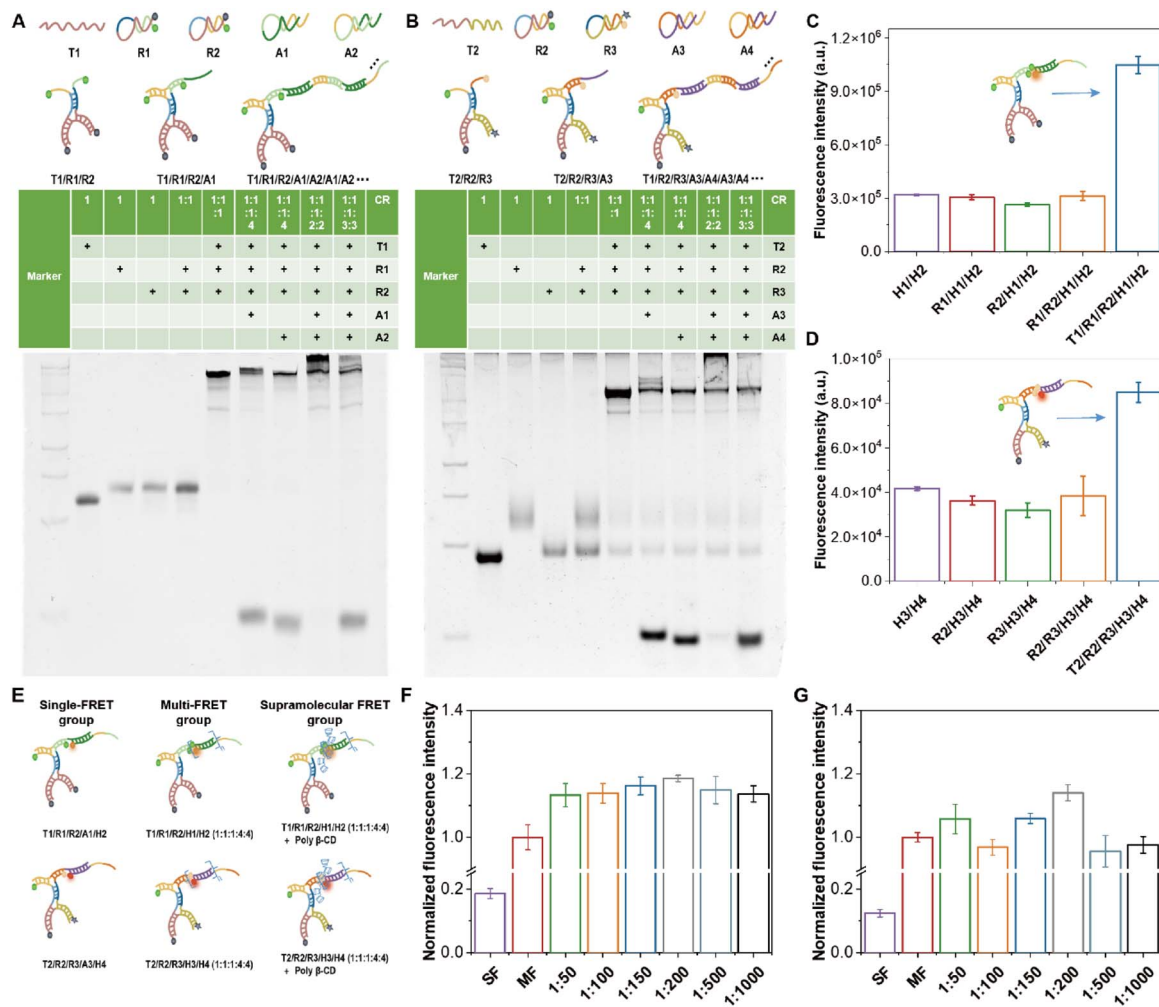 A
T1 R1 R2 A1 A2
T1/R1/R2 T1/R1/R2/A1 T1/R1/R2/A1/A2/A1/A2 •••
Marker 1 1 1 1:1 1:1:1 1:1:1:4 1:1:1:4 1:1:1:2:2 1:1:1:3:3 CR
+ + + + + + T1
+ + + + + + + R1
+ + + + + + + R2
+ + + A1
+ + + A2
B
T2 R2 R3 A3 A4
T2/R2/R3 T2/R2/R3/A3 T1/R2/R3/A3/A4/A3/A4 •••
Marker 1 1 1 1:1 1:1:1 1:1:1:4 1:1:1:4 1:1:1:2:2 1:1:1:3:3 CR
+ + + + + + T2
+ + + + + + + R2
+ + + + + + + R3
+ + + A3
+ + + A4
C
Fluorescence intensity (a.u.)
1.2×10⁶
9.0×10⁵
6.0×10⁵
3.0×10⁵
0.0
H1/H2 R1/H1/H2 R2/H1/H2 R1/R2/H1/H2 T1/R1/R2/H1/H2
D
Fluorescence intensity (a.u.)
1.0×10⁵
8.0×10⁴
6.0×10⁴
4.0×10⁴
2.0×10⁴
0.0
H3/H4 R2/H3/H4 R3/H3/H4 R2/R3/H3/H4 T2/R2/R3/H3/H4
E
Single-FRET Multi-FRET Supramolecular FRET
group group group
T1/R1/R2/A1/H2 T1/R1/R2/H1/H2 (1:1:1:4:4) T1/R1/R2/H1/H2 (1:1:1:4:4)
+ Poly β-CD
T2/R2/R3/A3/H4 T2/R2/R3/H3/H4 (1:1:1:4:4) T2/R2/R3/H3/H4 (1:1:1:4:4)
+ Poly β-CD
F
Normalized fluorescence intensity
1.4
1.2
1.0
0.2
0.0
SF MF 1:50 1:100 1:150 1:200 1:500 1:1000
G
Normalized fluorescence intensity
1.4
1.2
1.0
0.2
0.0
SF MF 1:50 1:100 1:150 1:200 1:500 1:1000